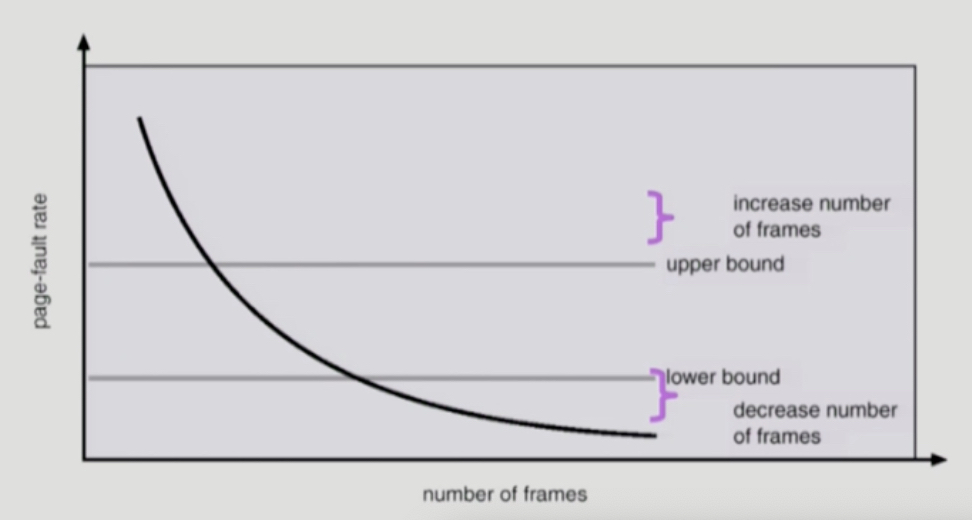 page-fault rate
increase number
of frames
upper bound
lower bound
decrease number
of frames
number of frames